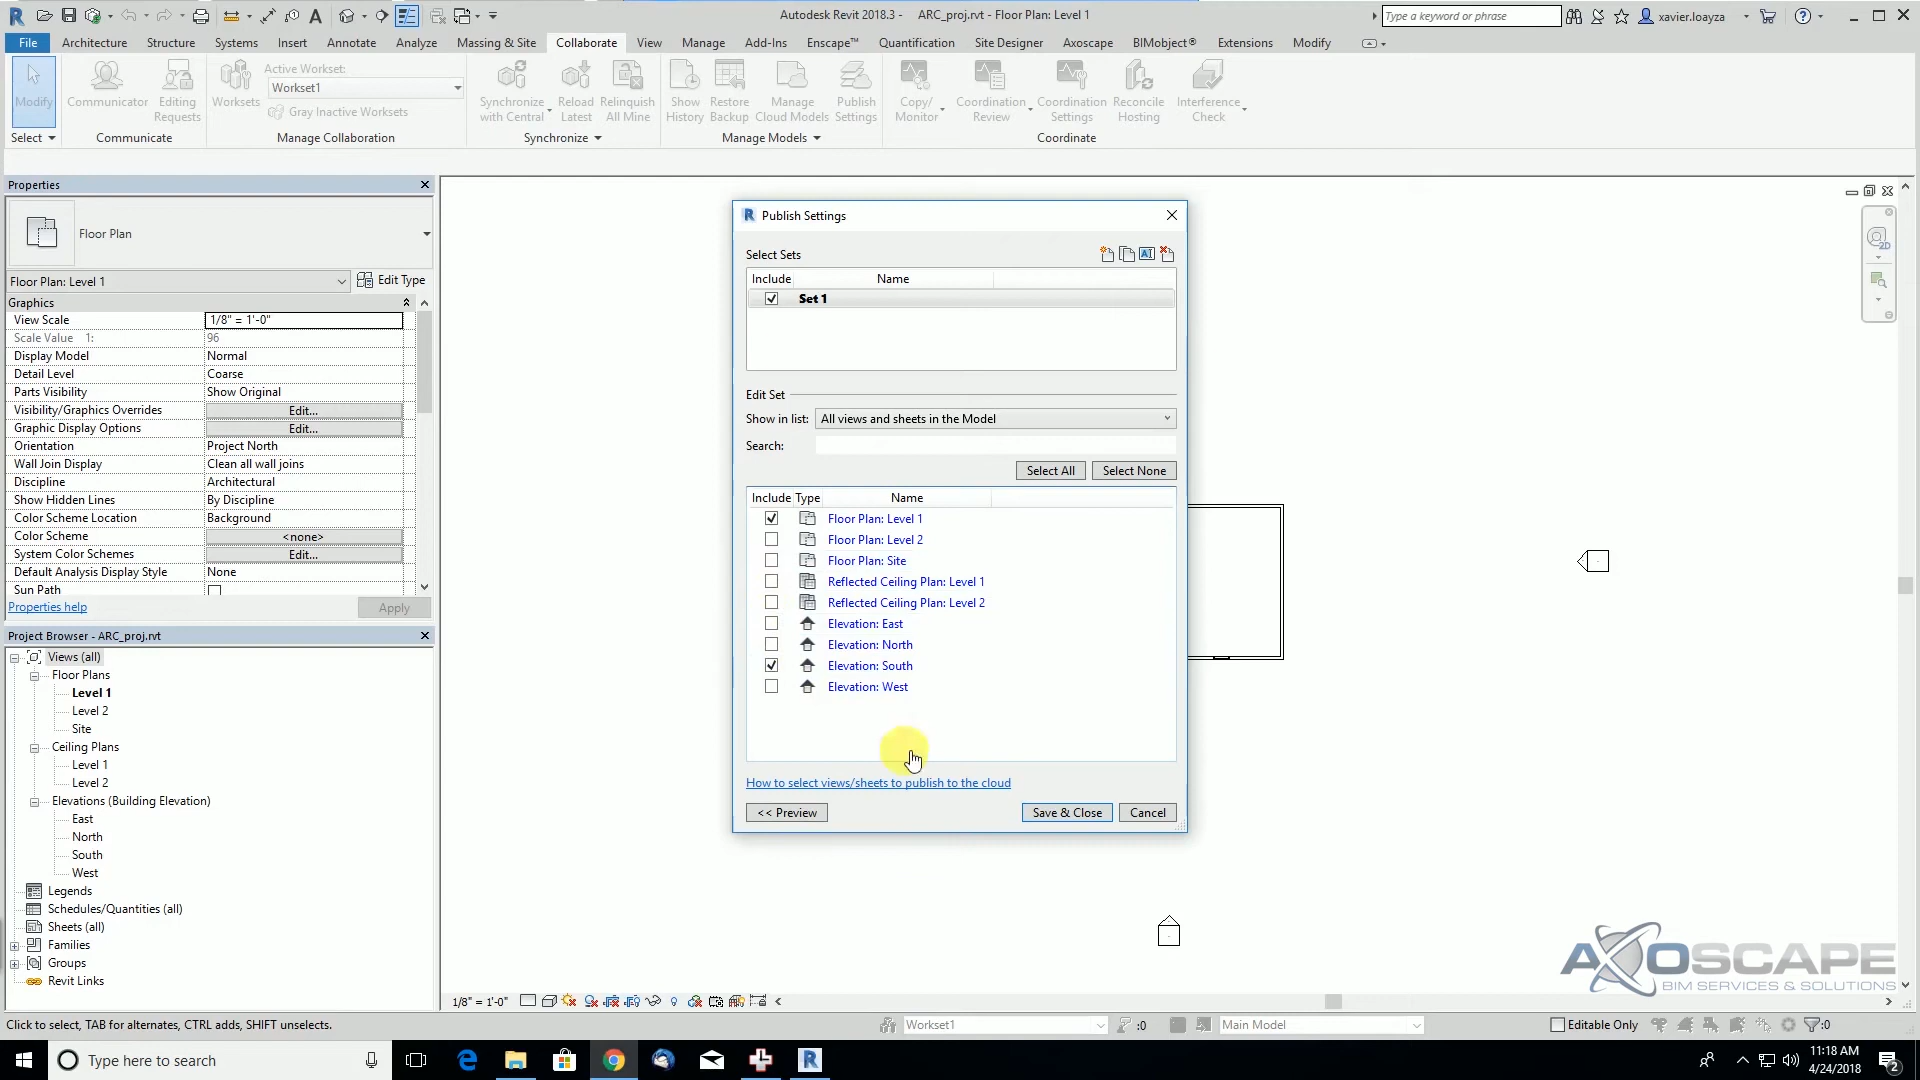 Autodesk Revit 2018.3 - ARC_proj.rvt - Floor Plan: Level 1
Type a keyword or phrase
xavier.loayza
File Architecture Structure Systems Insert Annotate Analyze Massing & Site Collaborate View Manage Add-Ins Enscape™ Quantification Site Designer Axoscape BIMobject® Extensions Modify
Modify
Select
Communicator
Editing Requests
Communicate
Worksets
Active Workset:
Workset1
Gray Inactive Worksets
Manage Collaboration
Synchronize with Central
Reload Latest
Relinquish All Mine
Synchronize
Show History
Restore Backup
Manage Cloud Models
Publish Settings
Manage Models
Copy/ Monitor
Coordination Review
Coordination Settings
Reconcile Hosting
Interference Check
Coordinate
Properties
Floor Plan
Floor Plan: Level 1
Edit Type
Graphics
View Scale 1/8" = 1'-0"
Scale Value 1: 96
Display Model Normal
Detail Level Coarse
Parts Visibility Show Original
Visibility/Graphics Overrides Edit...
Graphic Display Options Edit...
Orientation Project North
Wall Join Display Clean all wall joins
Discipline Architectural
Show Hidden Lines By Discipline
Color Scheme Location Background
Color Scheme <none>
System Color Schemes Edit...
Default Analysis Display Style None
Sun Path
Properties help
Apply
Project Browser - ARC_proj.rvt
Views (all)
Floor Plans
Level 1
Level 2
Site
Ceiling Plans
Level 1
Level 2
Elevations (Building Elevation)
East
North
South
West
Legends
Schedules/Quantities (all)
Sheets (all)
Families
Groups
Revit Links
Publish Settings
Select Sets
Include Name
Set 1
Edit Set
Show in list: All views and sheets in the Model
Search:
Select All Select None
Include Type Name
Floor Plan: Level 1
Floor Plan: Level 2
Floor Plan: Site
Reflected Ceiling Plan: Level 1
Reflected Ceiling Plan: Level 2
Elevation: East
Elevation: North
Elevation: South
Elevation: West
How to select views/sheets to publish to the cloud
<< Preview Save & Close Cancel
2D
AXOSCAPE
BIM SERVICES & SOLUTIONS
1/8" = 1'-0"
Click to select, TAB for alternates, CTRL adds, SHIFT unselects.
Workset1
:0
Main Model
Editable Only
:0
Type here to search
11:18 AM
4/24/2018
2